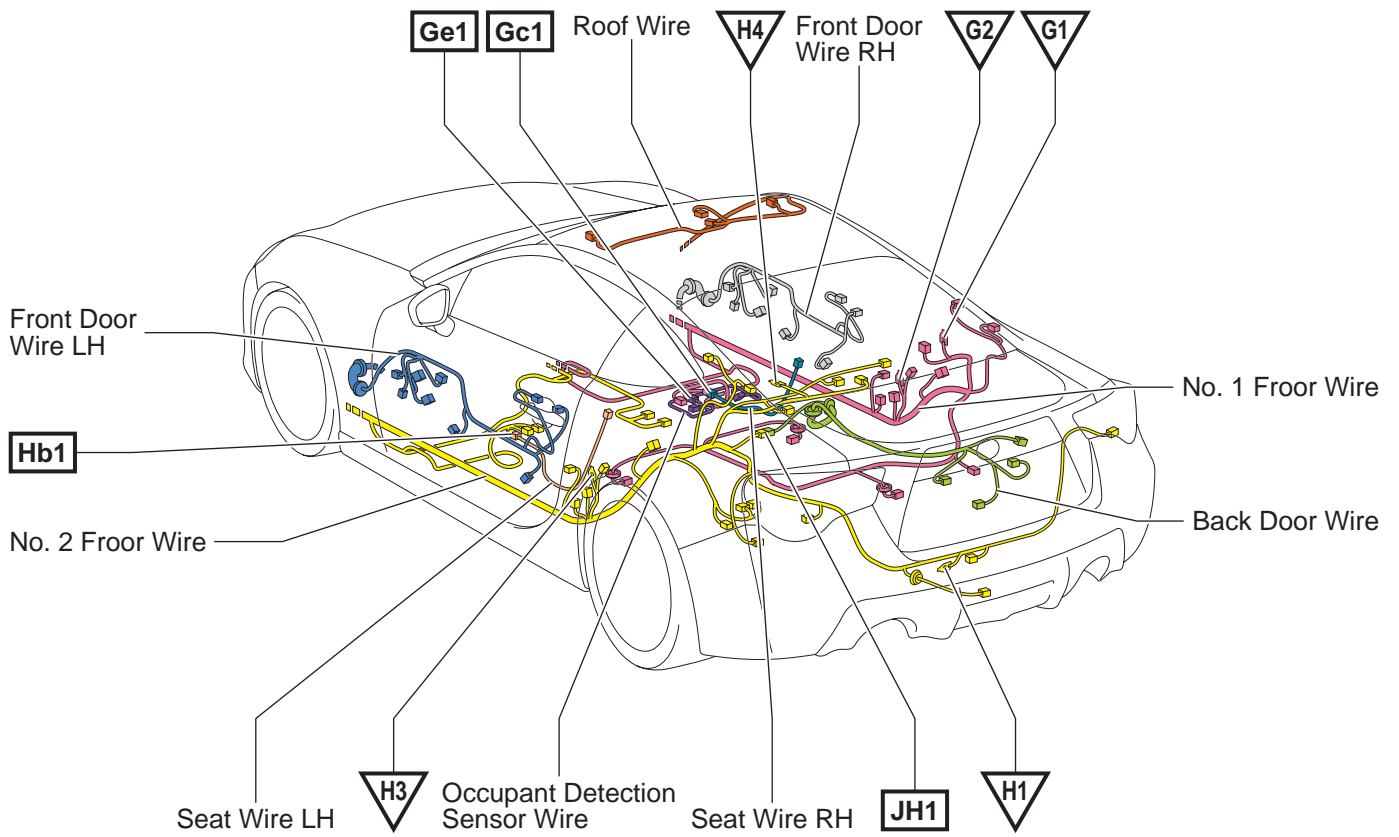 Ge1
Gc1
Roof Wire
H4
Front Door
Wire RH
G2
G1
Front Door
Wire LH
No. 1 Froor Wire
Hb1
No. 2 Froor Wire
Back Door Wire
Seat Wire LH
H3
Occupant Detection
Sensor Wire
Seat Wire RH
JH1
H1